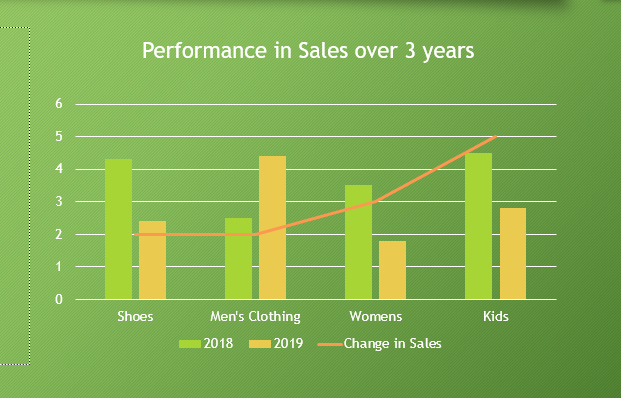 Performance in Sales over 3 years
6
5
4
3
2
1
0
Shoes Men's Clothing Womens Kids
2018 2019 Change in Sales